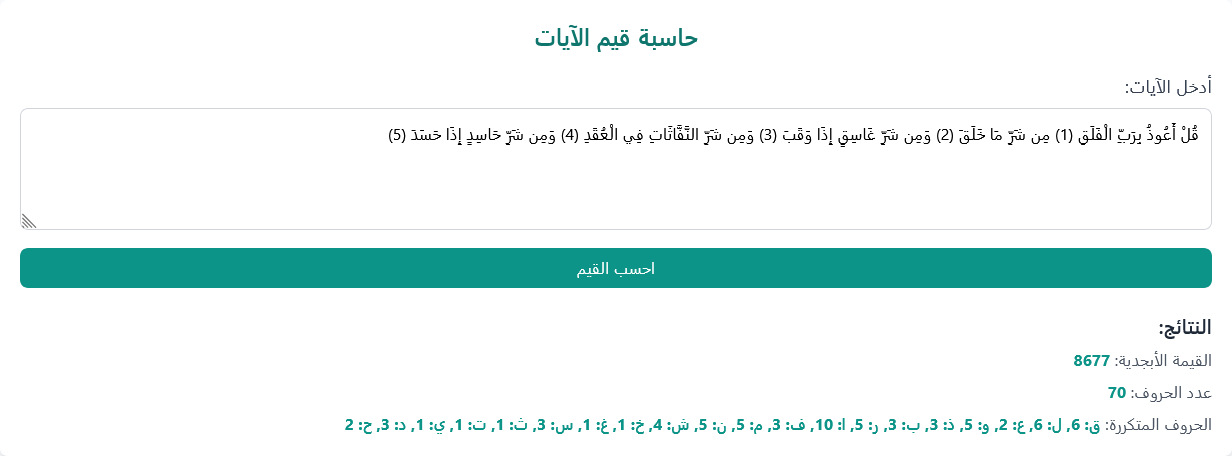 حاسبة قيم الآيات
أدخل الآيات:
قُلْ أَعُوذُ بِرَبِّ الْفَلَقِ (1) مِن شَرِّ مَا خَلَقَ (2) وَمِن شَرِّ غَاسِقٍ إِذَا وَقَبَ (3) وَمِن شَرِّ النَّفَّاثَاتِ فِي الْعُقَدِ (4) وَمِن شَرِّ حَاسِدٍ إِذَا حَسَدَ (5)
احسب القيم
النتائج:
القيمة الأبجدية: 8677
عدد الحروف: 70
الحروف المتكررة: ق: 6, ل: 6, ع: 2, و: 5, ذ: 3, ب: 3, ر: 5, ا: 10, ف: 3, م: 5, ن: 5, ش: 4, خ: 1, غ: 1, س: 3, ث: 1, ت: 1, ي: 1, د: 3, ح: 2